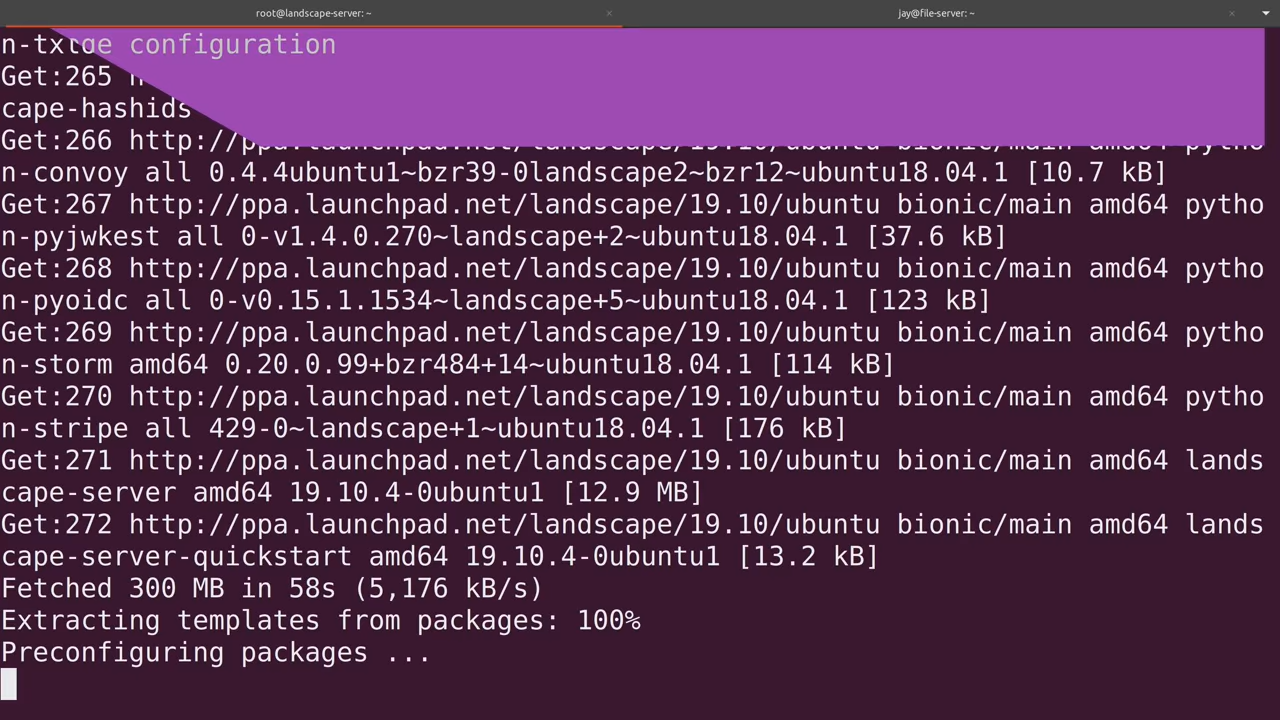 root@landscape-server: ~ × jay@file-server: ~ ×
configuration
Get:265
cape-hashids
Get:266 http://ppa.launchpad.net/landscape/19.10/ubuntu bionic/main amd64 pytho
n-convoy all 0.4.4ubuntu1~bzr39-0landscape2~bzr12~ubuntu18.04.1 [10.7 kB]
Get:267 http://ppa.launchpad.net/landscape/19.10/ubuntu bionic/main amd64 pytho
n-pyjwkest all 0-v1.4.0.270~landscape+2~ubuntu18.04.1 [37.6 kB]
Get:268 http://ppa.launchpad.net/landscape/19.10/ubuntu bionic/main amd64 pytho
n-pyoidc all 0-v0.15.1.1534~landscape+5~ubuntu18.04.1 [123 kB]
Get:269 http://ppa.launchpad.net/landscape/19.10/ubuntu bionic/main amd64 pytho
n-storm amd64 0.20.0.99+bzr484+14~ubuntu18.04.1 [114 kB]
Get:270 http://ppa.launchpad.net/landscape/19.10/ubuntu bionic/main amd64 pytho
n-stripe all 429-0~landscape+1~ubuntu18.04.1 [176 kB]
Get:271 http://ppa.launchpad.net/landscape/19.10/ubuntu bionic/main amd64 lands
cape-server amd64 19.10.4-0ubuntu1 [12.9 MB]
Get:272 http://ppa.launchpad.net/landscape/19.10/ubuntu bionic/main amd64 lands
cape-server-quickstart amd64 19.10.4-0ubuntu1 [13.2 kB]
Fetched 300 MB in 58s (5,176 kB/s)
Extracting templates from packages: 100%
Preconfiguring packages ...